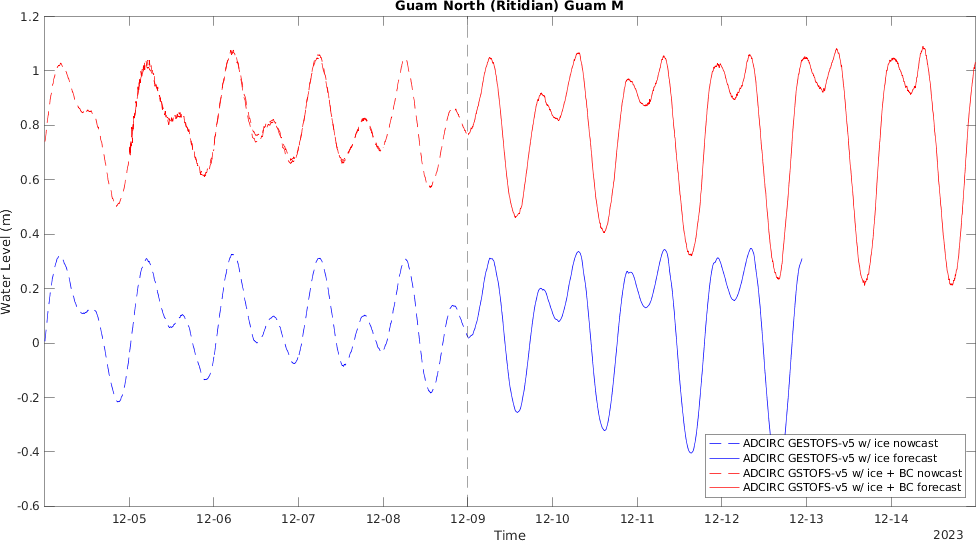 Guam North (Ritidian) Guam M
1.2
1
0.8
0.6
0.4
0.2
0
-0.2
-0.4
-0.6
Water Level (m)
ADCIRC GESTOFS-v5 w/ ice nowcast
ADCIRC GESTOFS-v5 w/ ice forecast
ADCIRC GSTOFS-v5 w/ ice + BC nowcast
ADCIRC GSTOFS-v5 w/ ice + BC forecast
12-05 12-06 12-07 12-08 12-09 12-10 12-11 12-12 12-13 12-14
Time
2023